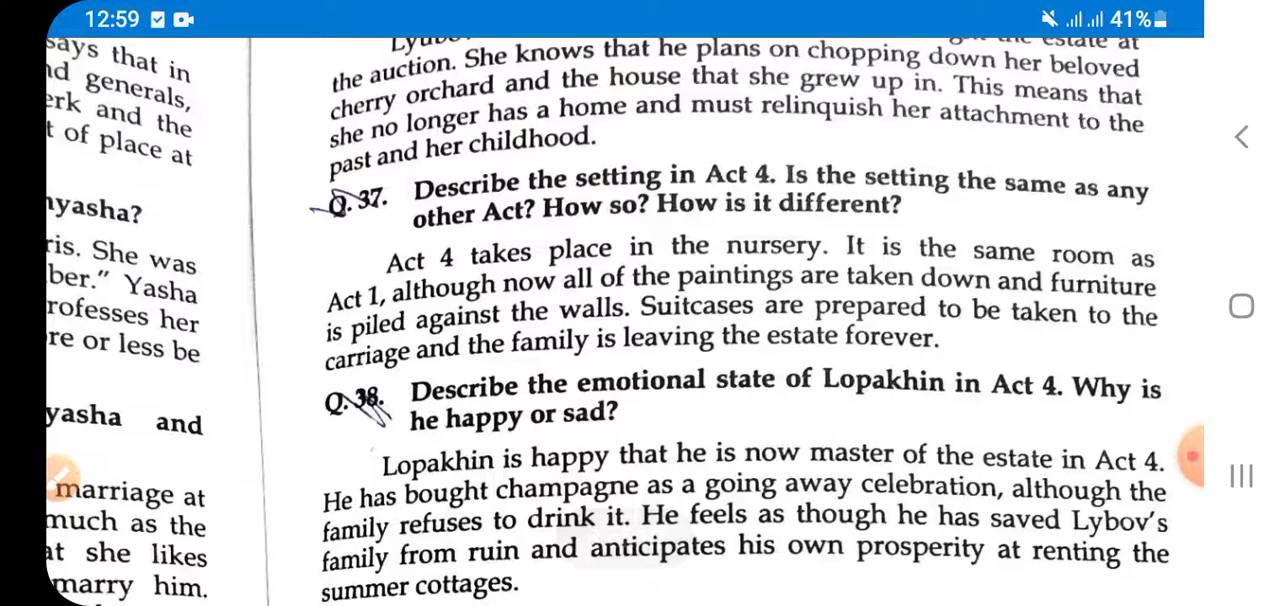 12:59
41%
says that in
nd generals,
erk and the
t of place at
nyasha?
ris. She was
ber." Yasha
rofesses her
re or less be
yasha and
marriage at
much as the
at she likes
marry him.
the estate at
the auction. She knows that he plans on chopping down her beloved
cherry orchard and the house that she grew up in. This means that
she no longer has a home and must relinquish her attachment to the
past and her childhood.
Q. 37. Describe the setting in Act 4. Is the setting the same as any
other Act? How so? How is it different?
Act 4 takes place in the nursery. It is the same room as
Act 1, although now all of the paintings are taken down and furniture
is piled against the walls. Suitcases are prepared to be taken to the
carriage and the family is leaving the estate forever.
Q. 38. Describe the emotional state of Lopakhin in Act 4. Why is
he happy or sad?
Lopakhin is happy that he is now master of the estate in Act 4.
He has bought champagne as a going away celebration, although the
family refuses to drink it. He feels as though he has saved Lybov's
family from ruin and anticipates his own prosperity at renting the
summer cottages.